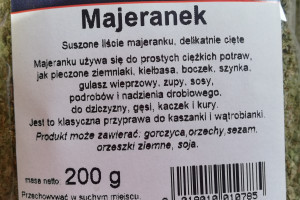 Majeranek
Suszone liście majeranku, delikatnie cięte
Majeranku używa się do prostych ciężkich potraw,
jak pieczone ziemniaki, kiełbasa, boczek, szynka,
gulasz wieprzowy, zupy, sosy,
podrobów i nadzienia drobiowego,
do dziczyzny, gęsi, kaczek i kury.
Jest to klasyczna przyprawa do kaszanki i wątrobianki.
Produkt może zawierać: gorczyca, orzechy, sezam,
orzeszki ziemne, soja.
masa netto: 200 g
Przechowywać w suchym miejscu.